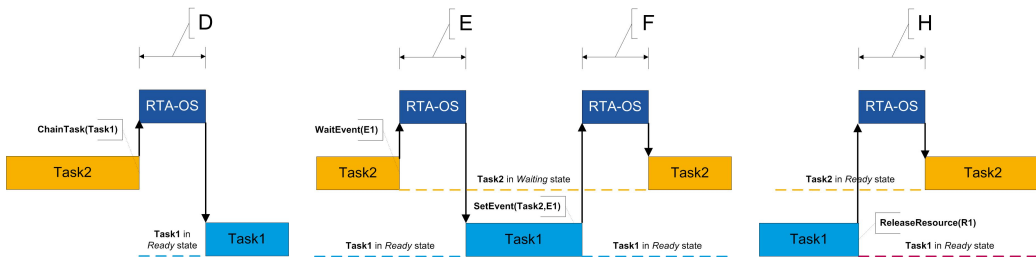 D
E
F
H
RTA-OS
RTA-OS
RTA-OS
RTA-OS
ChainTask(Task1)
WaitEvent(E1)
Task2
Task2
Task2 in Waiting state
Task2
Task2 in Ready state
Task2
SetEvent(Task2,E1)
Task1 in
Ready state
Task1
Task1 in Ready state
Task1
Task1 in Ready state
Task1
ReleaseResource(R1)
Task1 in Ready state